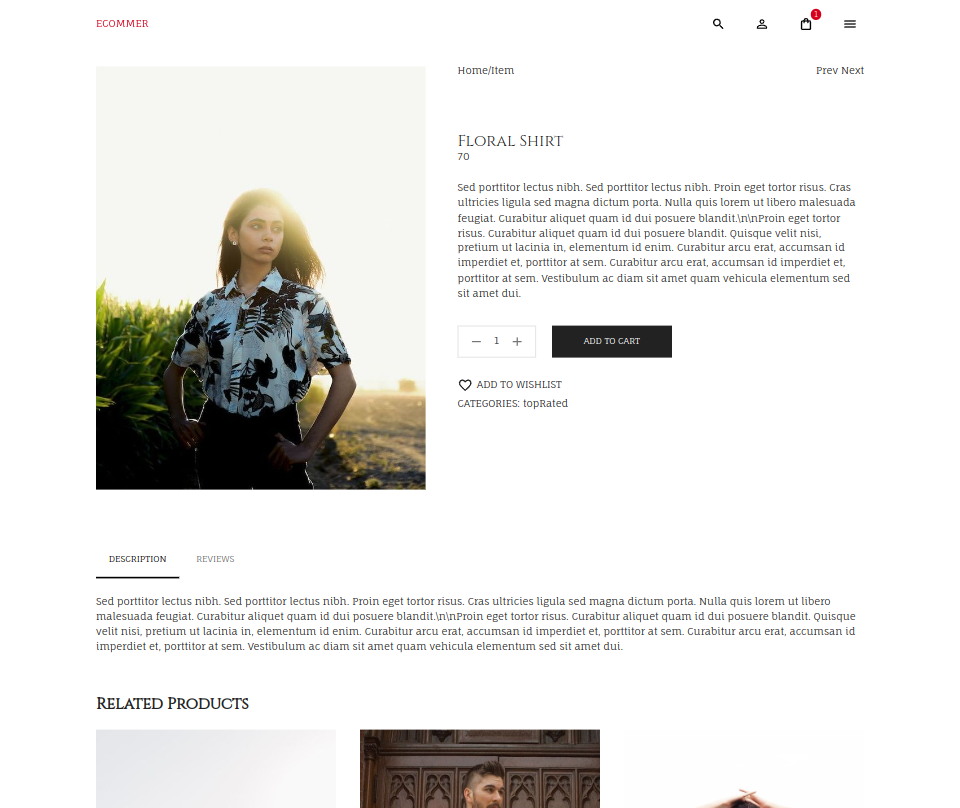 ECOMMER
1
Home/Item
Prev Next
Floral Shirt
70
Sed porttitor lectus nibh. Sed porttitor lectus nibh. Proin eget tortor risus. Cras
ultricies ligula sed magna dictum porta. Nulla quis lorem ut libero malesuada
feugiat. Curabitur aliquet quam id dui posuere blandit.\n\nProin eget tortor
risus. Curabitur aliquet quam id dui posuere blandit. Quisque velit nisi,
pretium ut lacinia in, elementum id enim. Curabitur arcu erat, accumsan id
imperdiet et, porttitor at sem. Curabitur arcu erat, accumsan id imperdiet et,
porttitor at sem. Vestibulum ac diam sit amet quam vehicula elementum sed
sit amet dui.
— 1 +
ADD TO CART
ADD TO WISHLIST
CATEGORIES: topRated
DESCRIPTION
REVIEWS
Sed porttitor lectus nibh. Sed porttitor lectus nibh. Proin eget tortor risus. Cras ultricies ligula sed magna dictum porta. Nulla quis lorem ut libero
malesuada feugiat. Curabitur aliquet quam id dui posuere blandit.\n\nProin eget tortor risus. Curabitur aliquet quam id dui posuere blandit. Quisque
velit nisi, pretium ut lacinia in, elementum id enim. Curabitur arcu erat, accumsan id imperdiet et, porttitor at sem. Curabitur arcu erat, accumsan id
imperdiet et, porttitor at sem. Vestibulum ac diam sit amet quam vehicula elementum sed sit amet dui.
Related Products